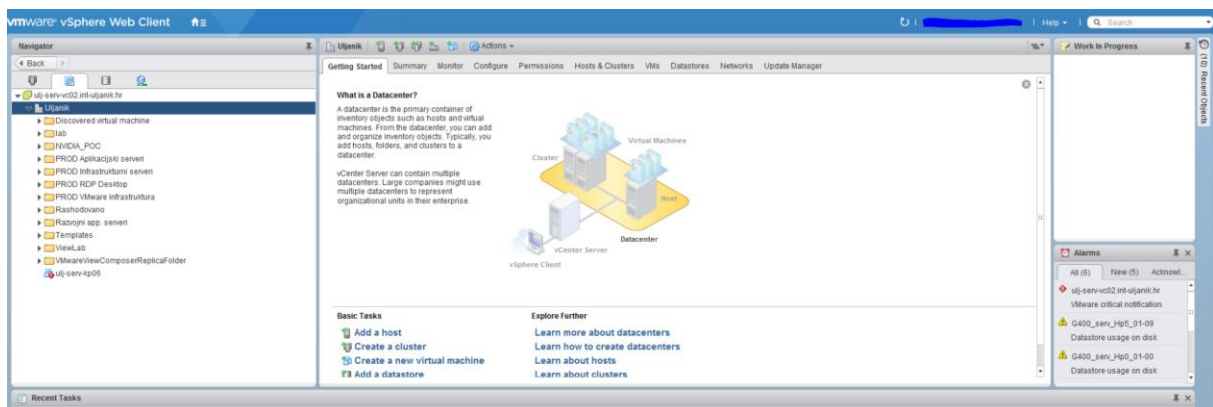 vmware® vSphere Web Client
Help
Search
Navigator
Back
ulj-serv-vc02.int-uljanik.hr
Uljanik
Discovered virtual machine
lab
NVIDIA_POC
PROD Aplikacijski serveri
PROD Infrastrukturni serveri
PROD RDP Desktop
PROD VMware infrastruktura
Rashodovano
Razvojni app. serveri
Templates
ViewLab
VMwareViewComposerReplicaFolder
ulj-serv-kp06
Uljanik Actions
Getting Started Summary Monitor Configure Permissions Hosts & Clusters VMs Datastores Networks Update Manager
What is a Datacenter?
A datacenter is the primary container of
inventory objects such as hosts and virtual
machines. From the datacenter, you can add
and organize inventory objects. Typically, you
add hosts, folders, and clusters to a
datacenter.
vCenter Server can contain multiple
datacenters. Large companies might use
multiple datacenters to represent
organizational units in their enterprise.
Virtual Machines
Cluster
Host
Datacenter
vCenter Server
vSphere Client
Basic Tasks
Add a host
Create a cluster
Create a new virtual machine
Add a datastore
Explore Further
Learn more about datacenters
Learn how to create datacenters
Learn about hosts
Learn about clusters
Work In Progress
Alarms
All (6) New (5) Acknowl...
ulj-serv-vc02.int-uljanik.hr
VMware critical notification
G400_serv_Hp5_01-09
Datastore usage on disk
G400_serv_Hp0_01-00
Datastore usage on disk
(10) Recent Objects
Recent Tasks